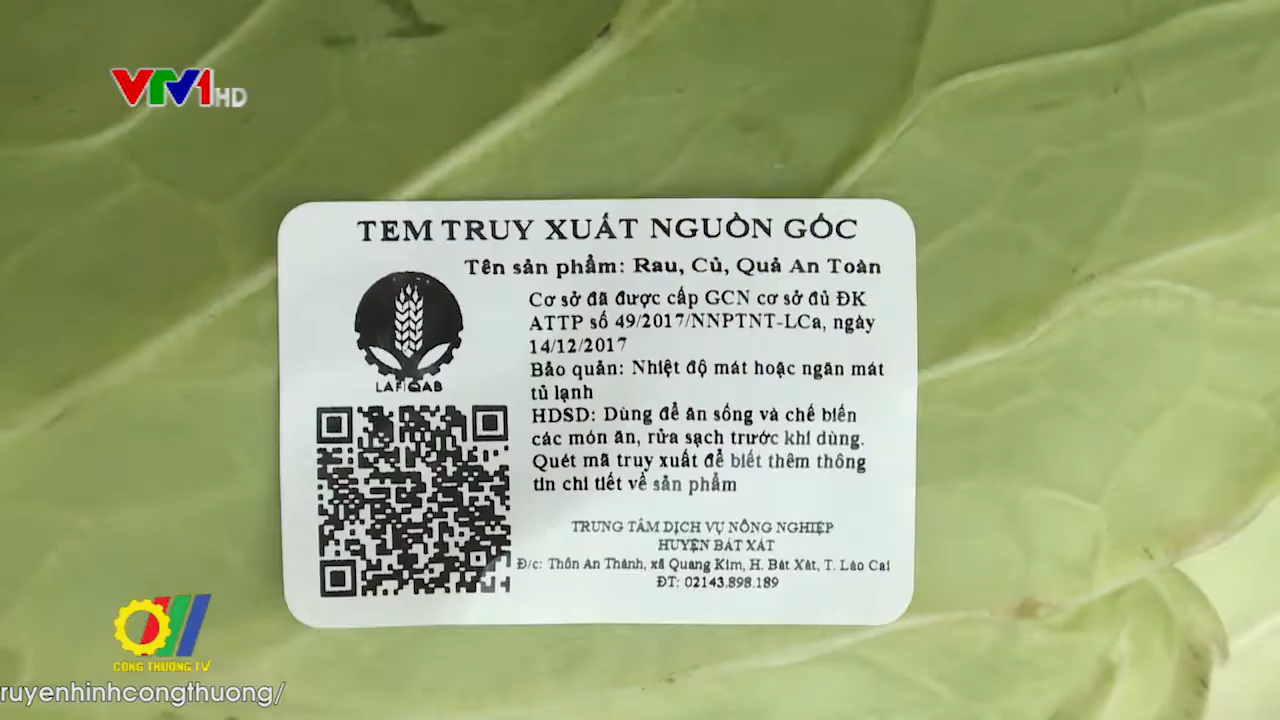 VTV1HD
TEM TRUY XUẤT NGUỒN GỐC
Tên sản phẩm: Rau, Củ, Quả An Toàn
Cơ sở đã được cấp GCN cơ sở đủ ĐK
ATTP số 49/2017/NNPTNT-LCa, ngày
14/12/2017
Bảo quản: Nhiệt độ mát hoặc ngăn mát
tủ lạnh
HDSD: Dùng để ăn sống và chế biến
các món ăn, rửa sạch trước khi dùng.
Quét mã truy xuất để biết thêm thông
tin chi tiết về sản phẩm
LAFIQAB
TRUNG TÂM DỊCH VỤ NÔNG NGHIỆP
HUYỆN BÁT XÁT
Đ/c: Thôn An Thành, xã Quang Kim, H. Bát Xát, T. Lào Cai
ĐT: 02143.898.189
CÔNG THƯƠNG TV
ruyenhinhcongthuong/